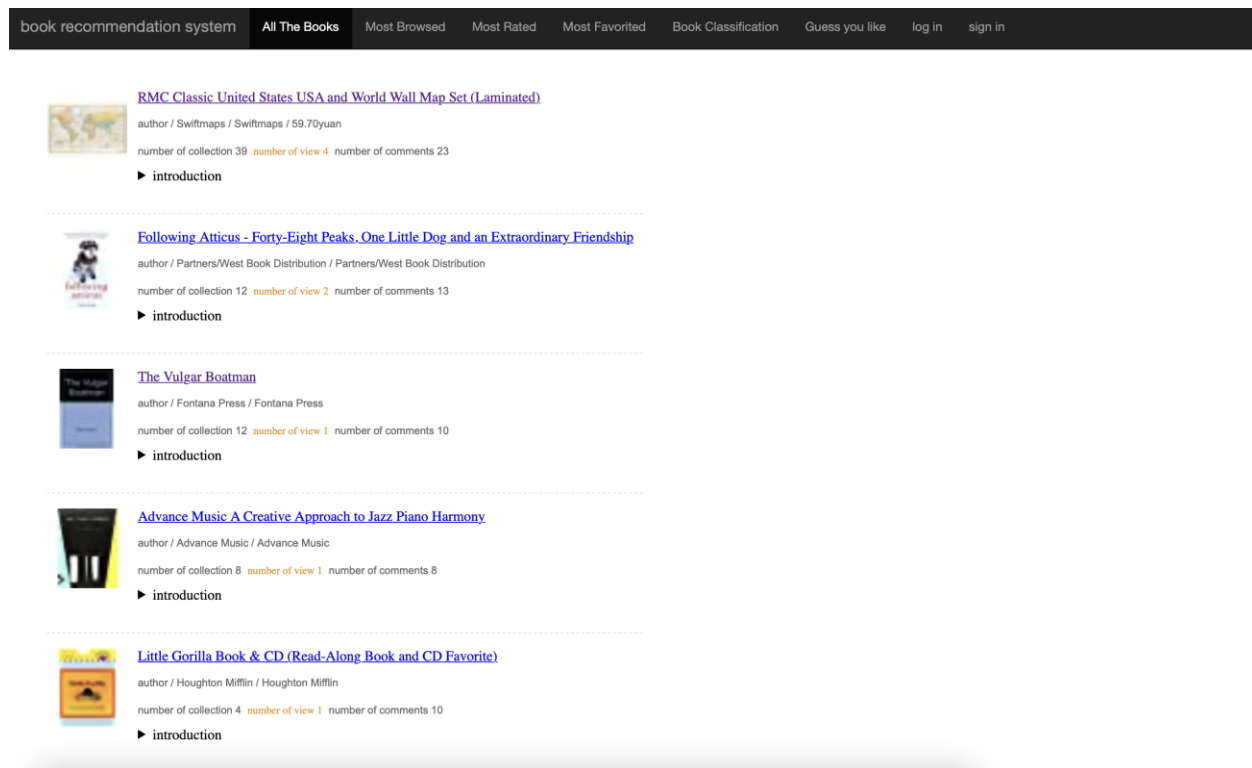 book recommendation system All The Books Most Browsed Most Rated Most Favorited Book Classification Guess you like log in sign in
RMC Classic United States USA and World Wall Map Set (Laminated)
author / Swiftmaps / Swiftmaps / 59.70yuan
number of collection 39 number of view 4 number of comments 23
▶ introduction
Following Atticus - Forty-Eight Peaks, One Little Dog and an Extraordinary Friendship
author / Partners/West Book Distribution / Partners/West Book Distribution
number of collection 12 number of view 2 number of comments 13
▶ introduction
following
atticus
The Vulgar Boatman
author / Fontana Press / Fontana Press
number of collection 12 number of view 1 number of comments 10
▶ introduction
The Vulgar
Boatman
Advance Music A Creative Approach to Jazz Piano Harmony
author / Advance Music / Advance Music
number of collection 8 number of view 1 number of comments 8
▶ introduction
Little Gorilla Book & CD (Read-Along Book and CD Favorite)
author / Houghton Mifflin / Houghton Mifflin
number of collection 4 number of view 1 number of comments 10
▶ introduction